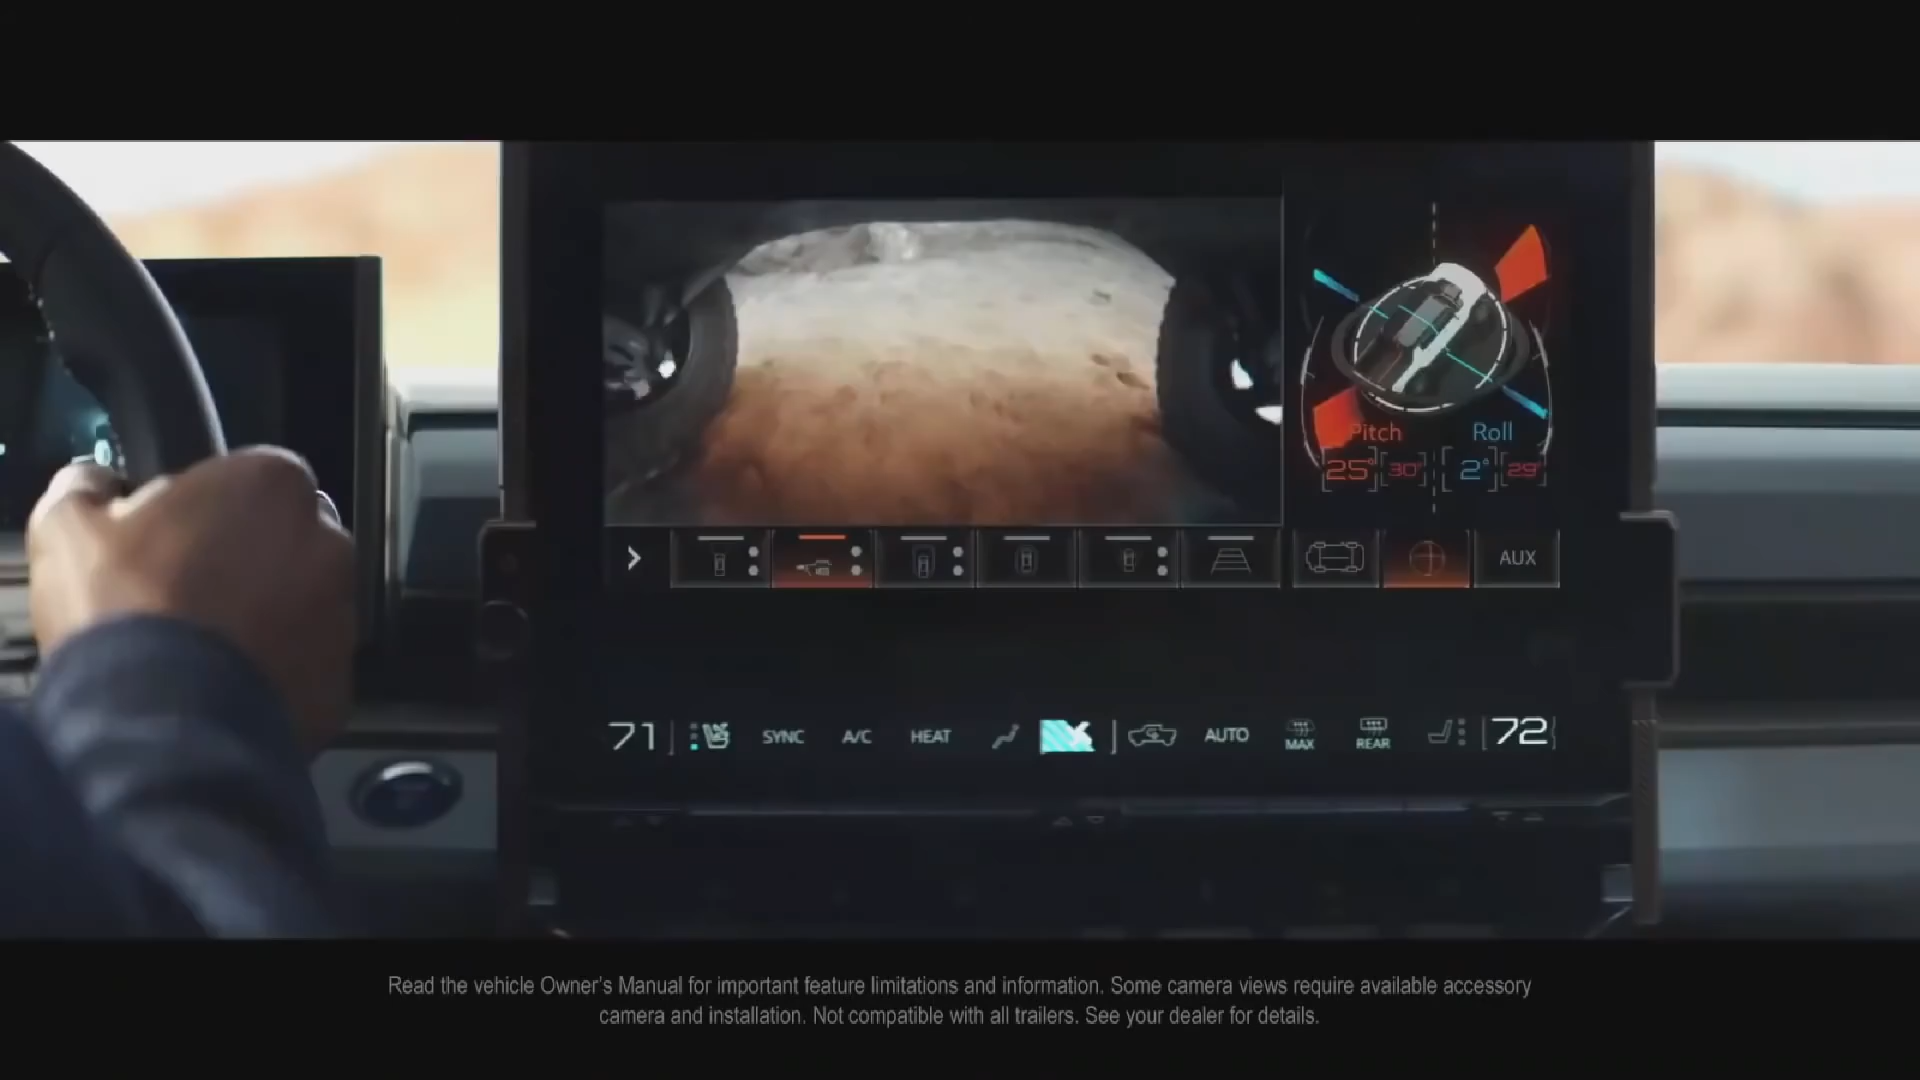 Pitch Roll
25° 30° 2° 29°
AUX
71 SYNC A/C HEAT AUTO MAX REAR 72
Read the vehicle Owner's Manual for important feature limitations and information. Some camera views require available accessory
camera and installation. Not compatible with all trailers. See your dealer for details.